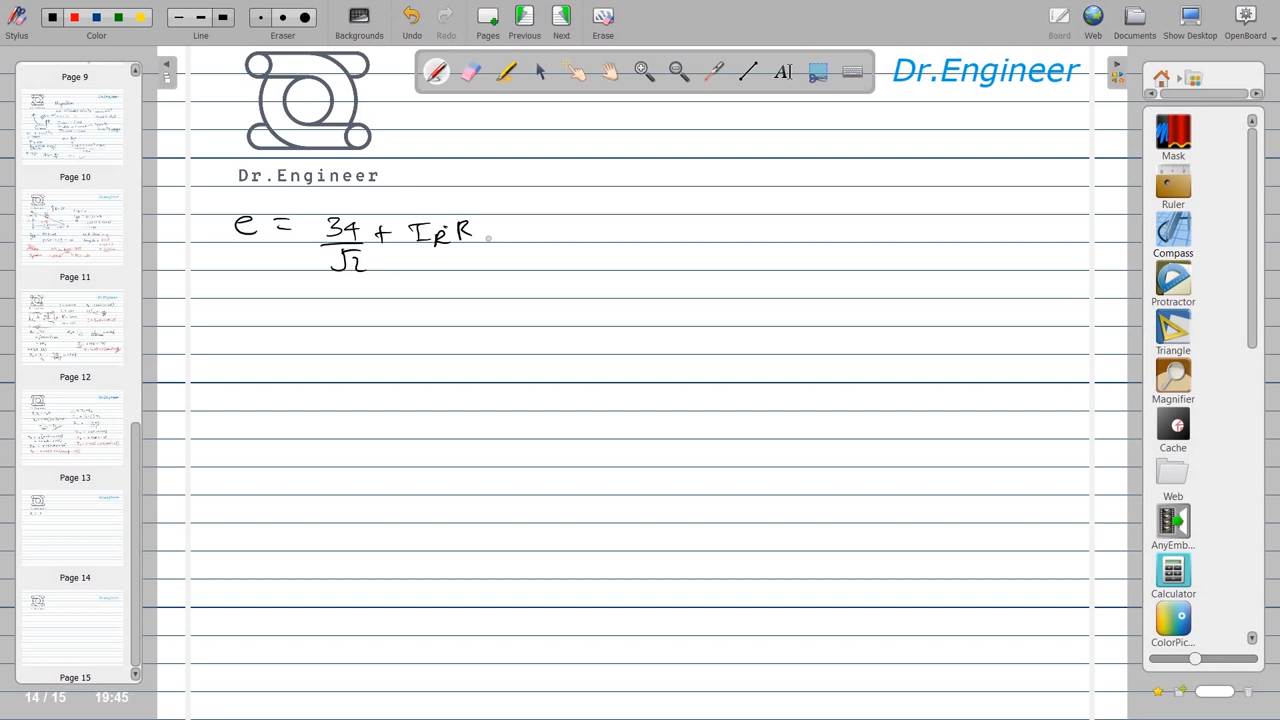 Stylus
Color
Line
Eraser
Backgrounds
Undo
Redo
Pages
Previous
Next
Erase
Board
Web
Documents
Show Desktop
OpenBoard
Page 9
Page 10
Page 11
Page 12
Page 13
Page 14
Page 15
14 / 15 19:45
Dr.Engineer
Dr.Engineer
e = 34/√2 + I_R R
Mask
Ruler
Compass
Protractor
Triangle
Magnifier
Cache
Web
AnyEmb...
Calculator
ColorPic...